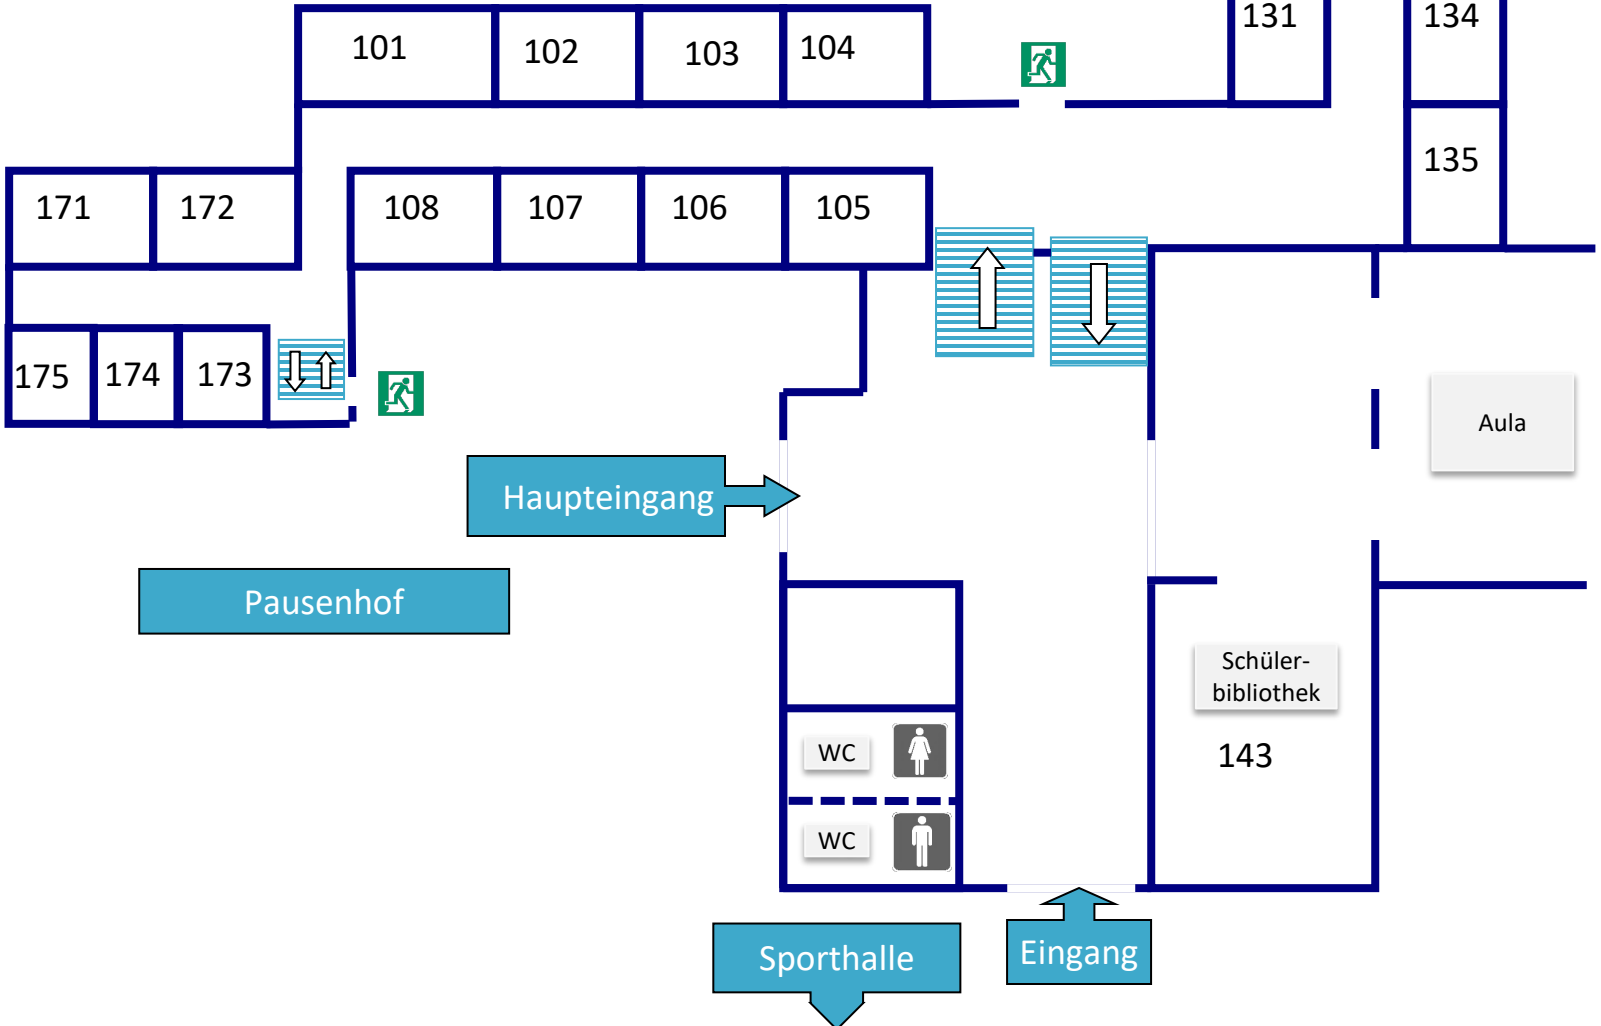 131
134
101
102
103
104
135
171
172
108
107
106
105
175
174
173
Aula
Haupteingang
Pausenhof
Schüler-
bibliothek
WC
143
WC
Sporthalle
Eingang